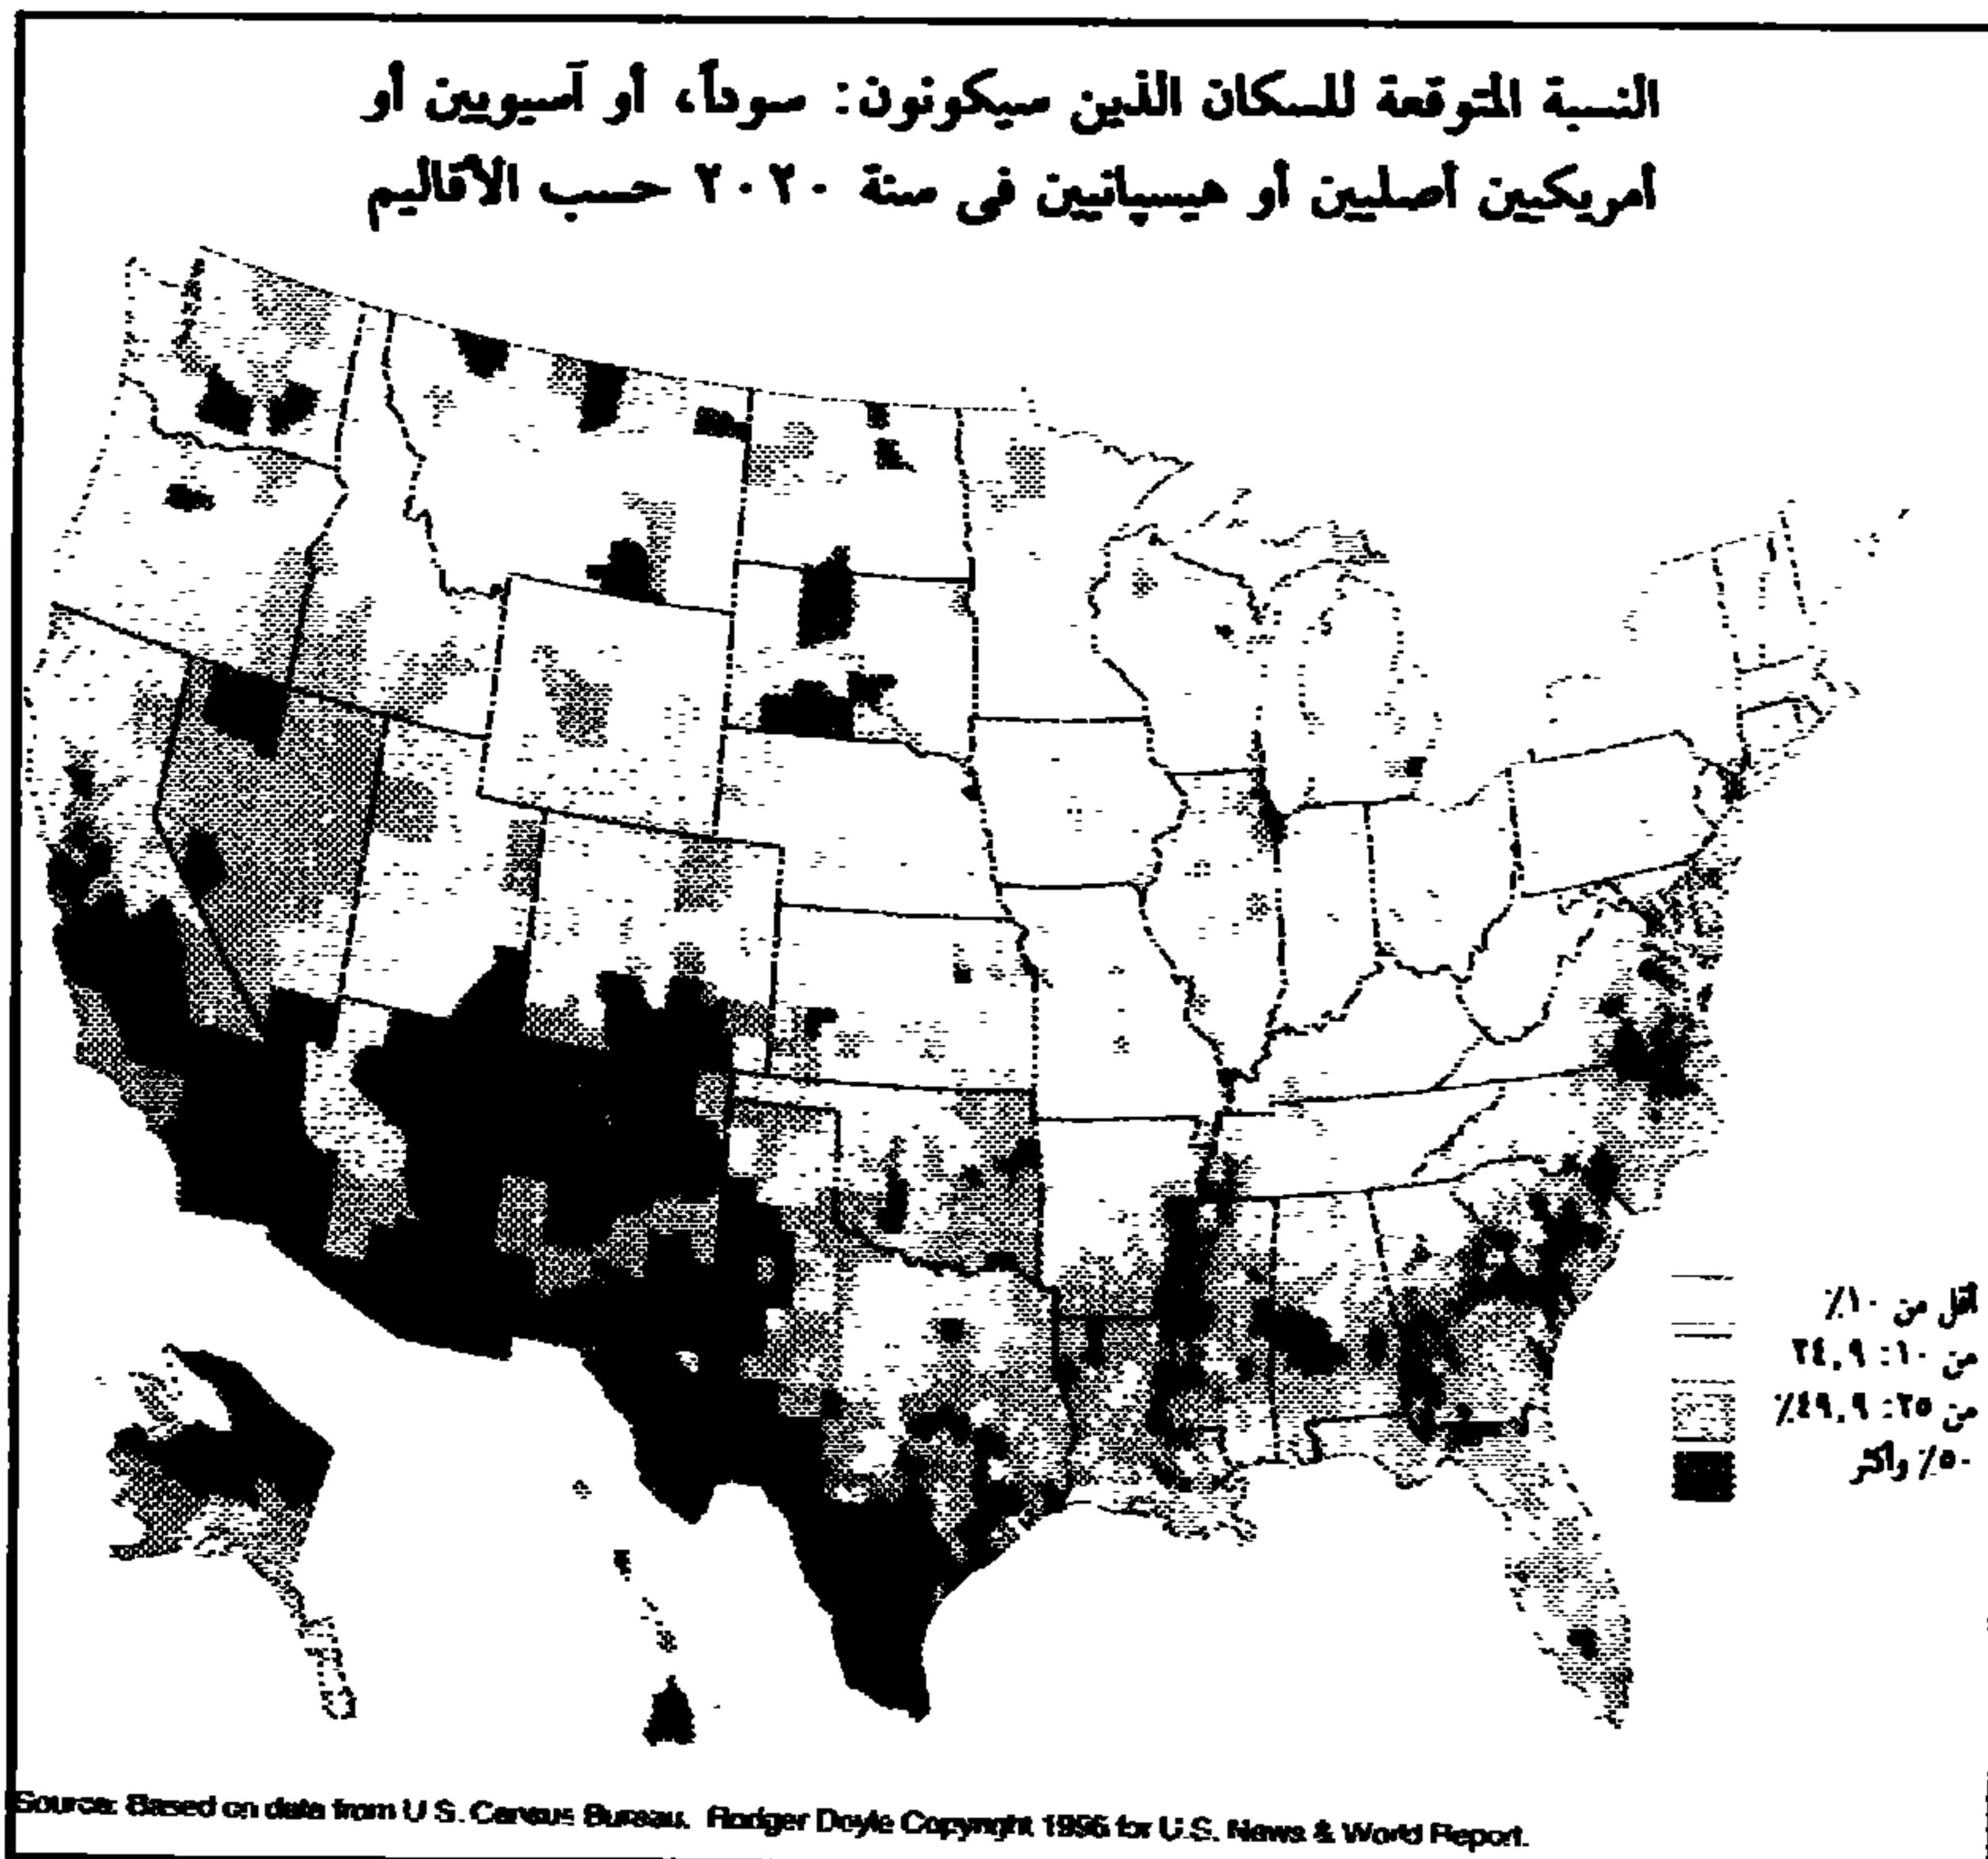 النسبة المتوقعة للسكان الذين سيكونون: سوداً، أو آسيويين أو
أمريكيين أصليين أو هيسپانيين فى سنة ٢٠٢٠ حسب الأقاليم
أقل من ١٠٪
من ١٠: ٢٤,٩
من ٢٥: ٤٩,٩٪
٥٠٪ وأكثر
Source: Based on data from U.S. Census Bureau. Rodger Doyle Copyright 1995 for U.S. News & World Report.